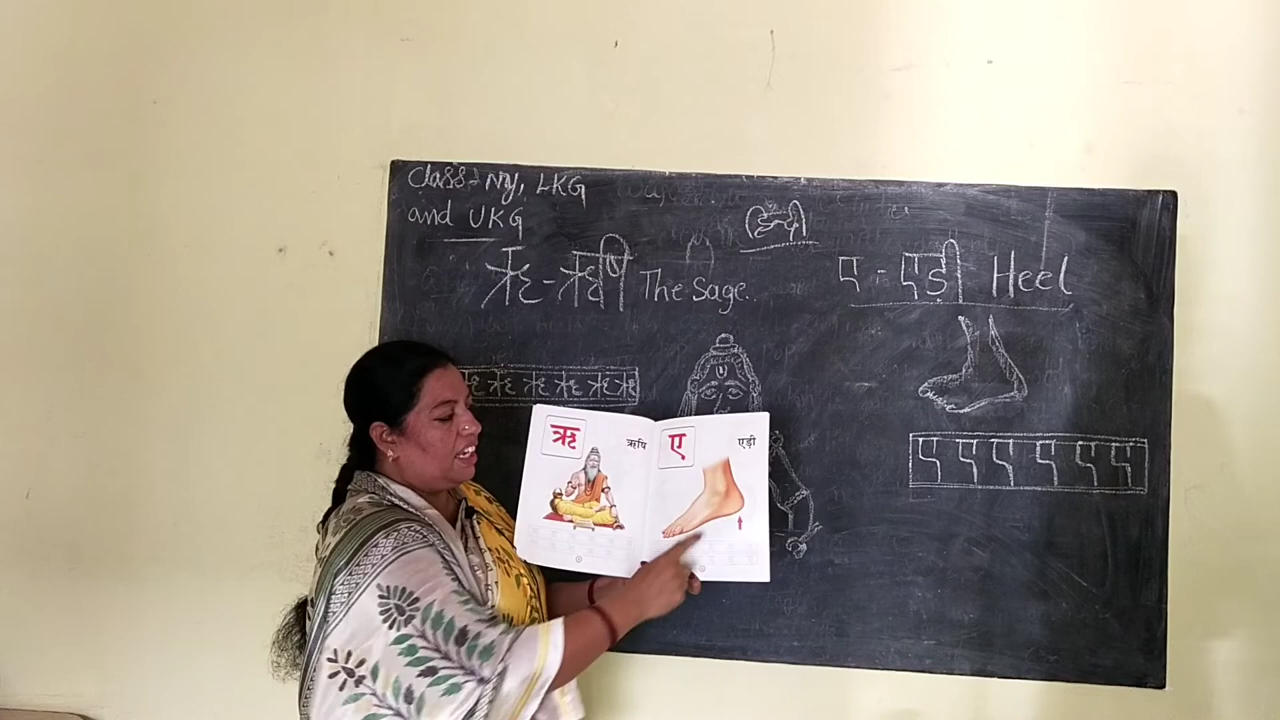 Class- Ny, LKG
and UKG
ऋ - ऋषी The Sage.
ए - एड़ी Heel
ऋ ऋ ऋ ऋ ऋ
ए ए ए ए ए ए
ऋ ऋषि
ए एड़ी